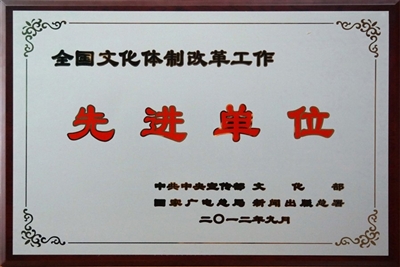 全国文化体制改革工作
先进单位
中共中央宣传部 文化部
国家广电总局 新闻出版总署
二〇一二年九月